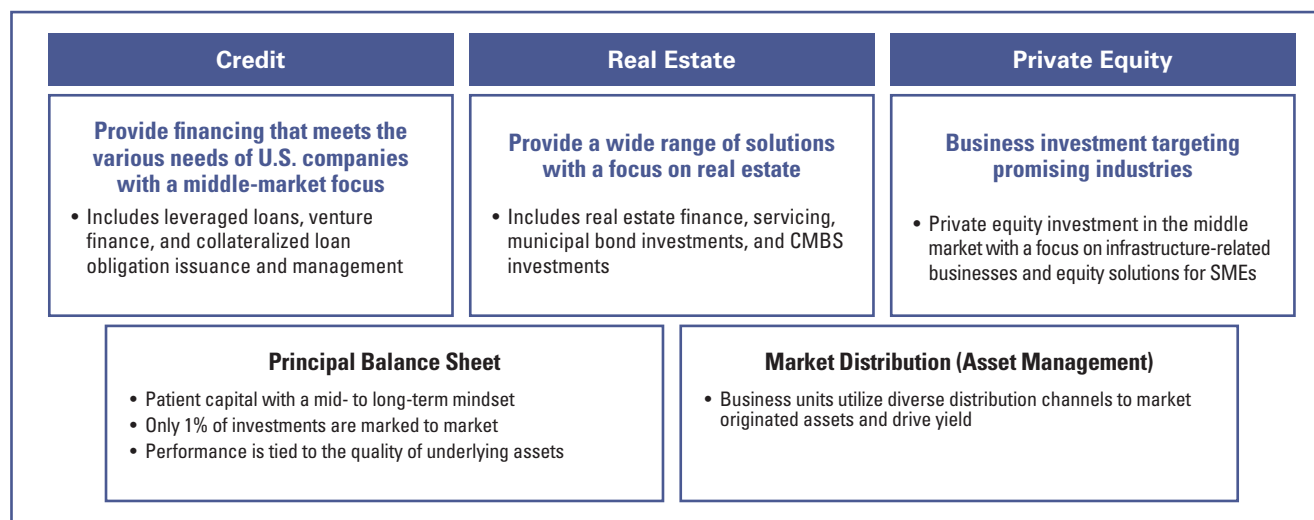 Credit
Provide financing that meets the
various needs of U.S. companies
with a middle-market focus
• Includes leveraged loans, venture
finance, and collateralized loan
obligation issuance and management
Real Estate
Provide a wide range of solutions
with a focus on real estate
• Includes real estate finance, servicing,
municipal bond investments, and CMBS
investments
Private Equity
Business investment targeting
promising industries
• Private equity investment in the middle
market with a focus on infrastructure-related
businesses and equity solutions for SMEs
Principal Balance Sheet
• Patient capital with a mid- to long-term mindset
• Only 1% of investments are marked to market
• Performance is tied to the quality of underlying assets
Market Distribution (Asset Management)
• Business units utilize diverse distribution channels to market
originated assets and drive yield